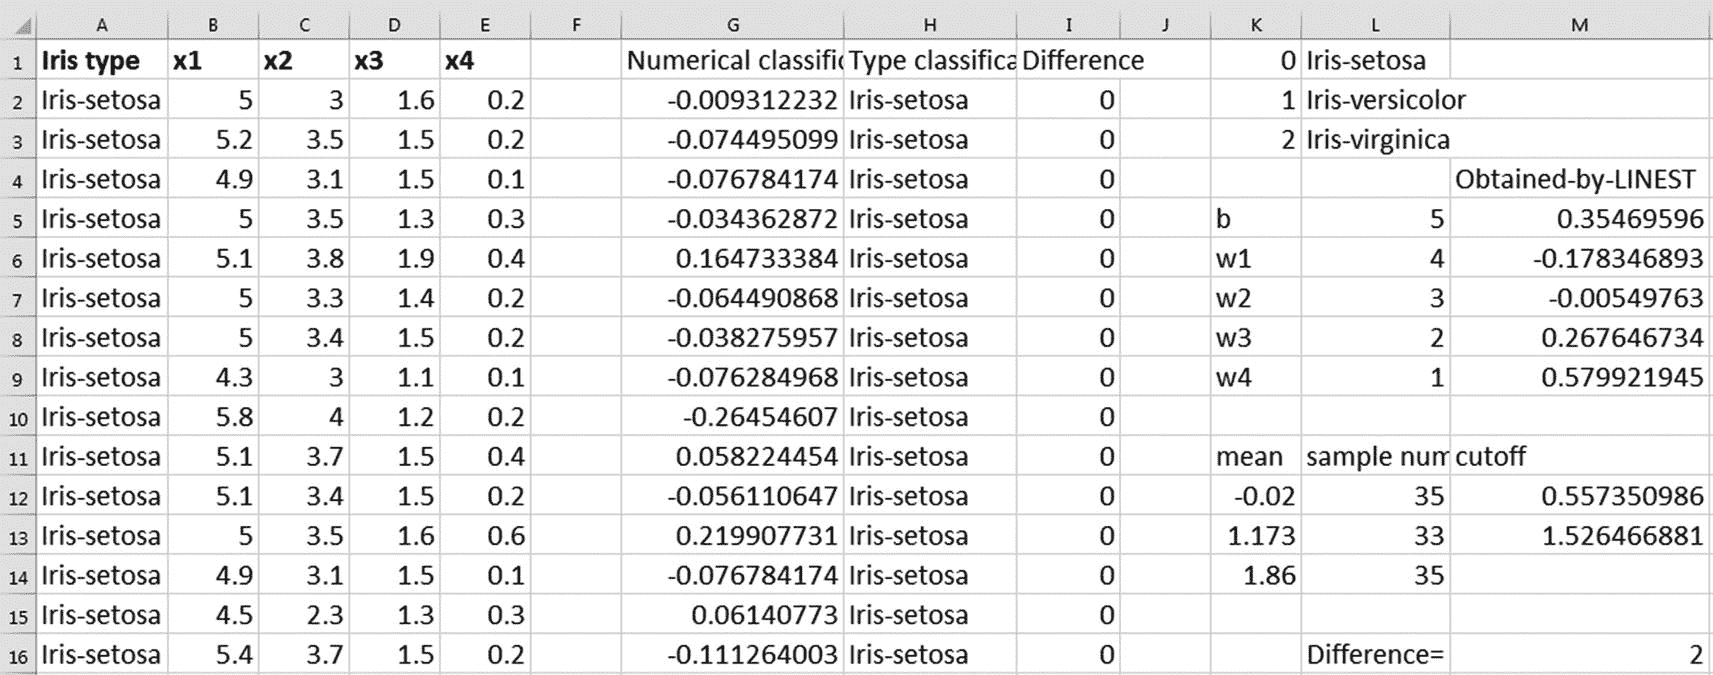 A B C D E F G H I J K L M
1 Iris type x1 x2 x3 x4 Numerical classific Type classifica Difference 0 Iris-setosa
2 Iris-setosa 5 3 1.6 0.2 -0.009312232 Iris-setosa 0 1 Iris-versicolor
3 Iris-setosa 5.2 3.5 1.5 0.2 -0.074495099 Iris-setosa 0 2 Iris-virginica
4 Iris-setosa 4.9 3.1 1.5 0.1 -0.076784174 Iris-setosa 0 Obtained-by-LINEST
5 Iris-setosa 5 3.5 1.3 0.3 -0.034362872 Iris-setosa 0 b 5 0.35469596
6 Iris-setosa 5.1 3.8 1.9 0.4 0.164733384 Iris-setosa 0 w1 4 -0.178346893
7 Iris-setosa 5 3.3 1.4 0.2 -0.064490868 Iris-setosa 0 w2 3 -0.00549763
8 Iris-setosa 5 3.4 1.5 0.2 -0.038275957 Iris-setosa 0 w3 2 0.267646734
9 Iris-setosa 4.3 3 1.1 0.1 -0.076284968 Iris-setosa 0 w4 1 0.579921945
10 Iris-setosa 5.8 4 1.2 0.2 -0.26454607 Iris-setosa 0
11 Iris-setosa 5.1 3.7 1.5 0.4 0.058224454 Iris-setosa 0 mean sample num cutoff
12 Iris-setosa 5.1 3.4 1.5 0.2 -0.056110647 Iris-setosa 0 -0.02 35 0.557350986
13 Iris-setosa 5 3.5 1.6 0.6 0.219907731 Iris-setosa 0 1.173 33 1.526466881
14 Iris-setosa 4.9 3.1 1.5 0.1 -0.076784174 Iris-setosa 0 1.86 35
15 Iris-setosa 4.5 2.3 1.3 0.3 0.06140773 Iris-setosa 0
16 Iris-setosa 5.4 3.7 1.5 0.2 -0.111264003 Iris-setosa 0 Difference= 2